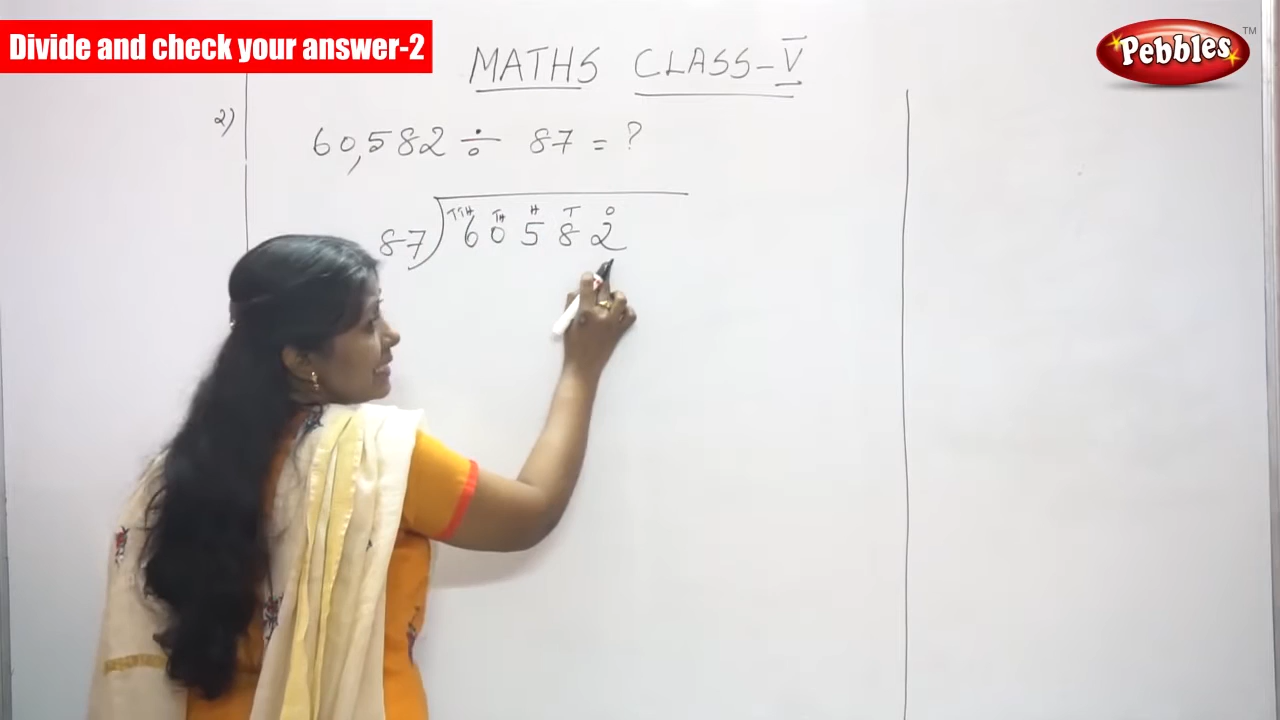 Divide and check your answer-2
Pebbles TM
MATHS CLASS-V
2)
60,582 ÷ 87 = ?
TTH TH H T O
87) 6 0 5 8 2